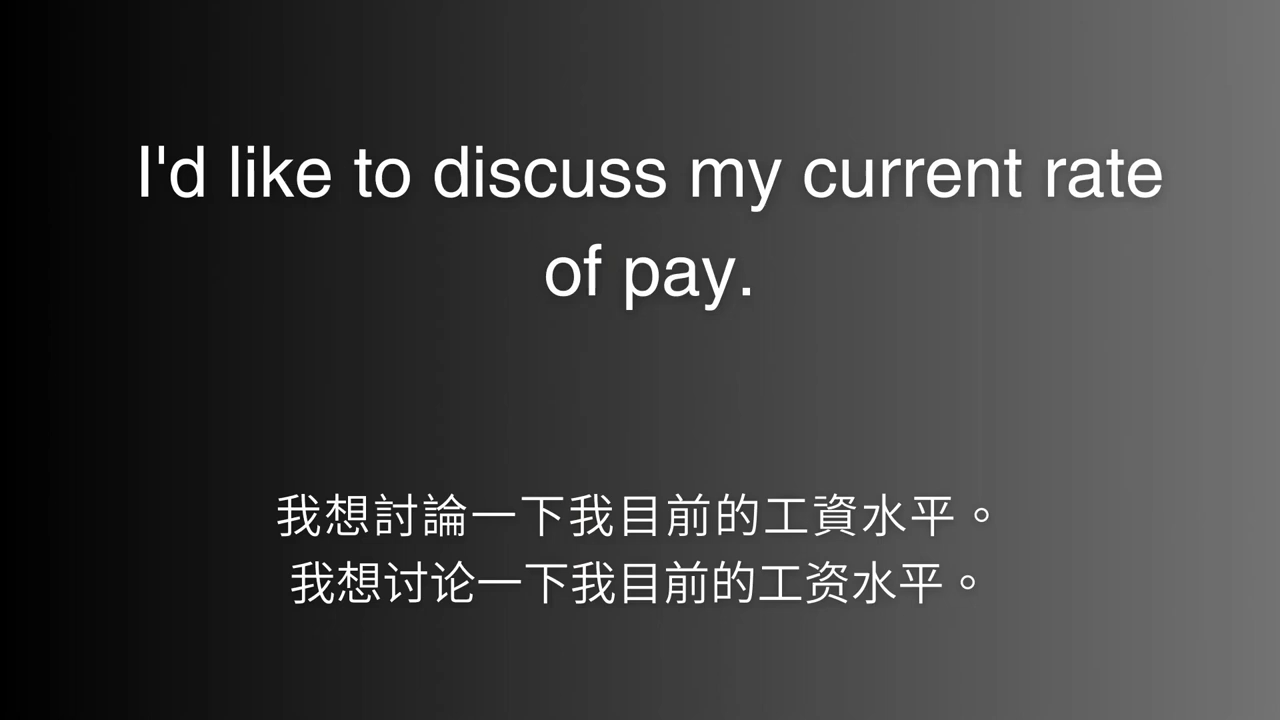 I'd like to discuss my current rate
of pay.
我想討論一下我目前的工資水平。
我想讨论一下我目前的工资水平。